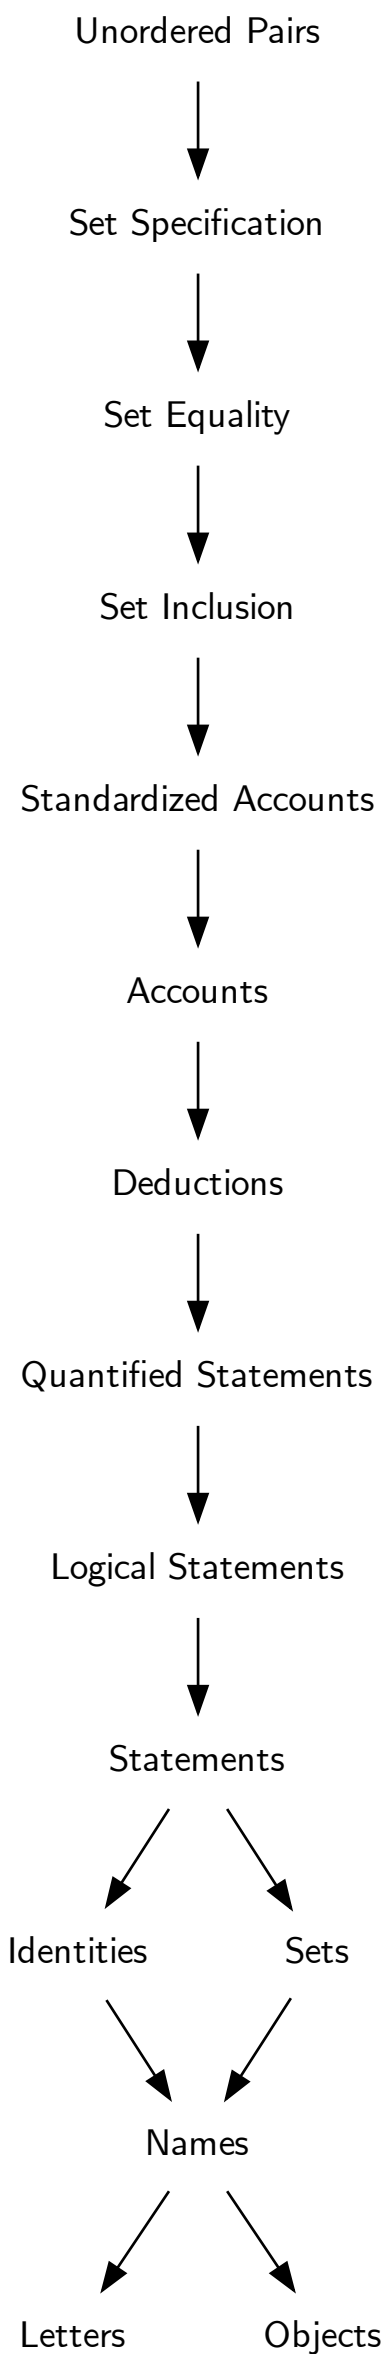 Unordered Pairs
Set Specification
Set Equality
Set Inclusion
Standardized Accounts
Accounts
Deductions
Quantified Statements
Logical Statements
Statements
Identities
Sets
Names
Letters
Objects